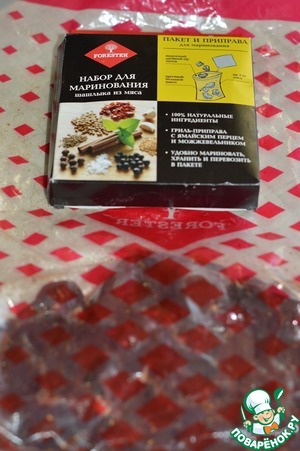 FORESTER
НАБОР ДЛЯ
МАРИНОВАНИЯ
ШАШЛЫКА ИЗ МЯСА
ПАКЕТ И ПРИПРАВА
ДЛЯ МАРИНОВАНИЯ
• 100% НАТУРАЛЬНЫЕ
ИНГРЕДИЕНТЫ
• ГРИЛЬ-ПРИПРАВА
С ЯМАЙСКИМ ПЕРЦЕМ
И МОЖЖЕВЕЛЬНИКОМ
• УДОБНО МАРИНОВАТЬ,
ХРАНИТЬ И ПЕРЕВОЗИТЬ
В ПАКЕТЕ
FORESTER
ПОВАРЁНОК.РУ